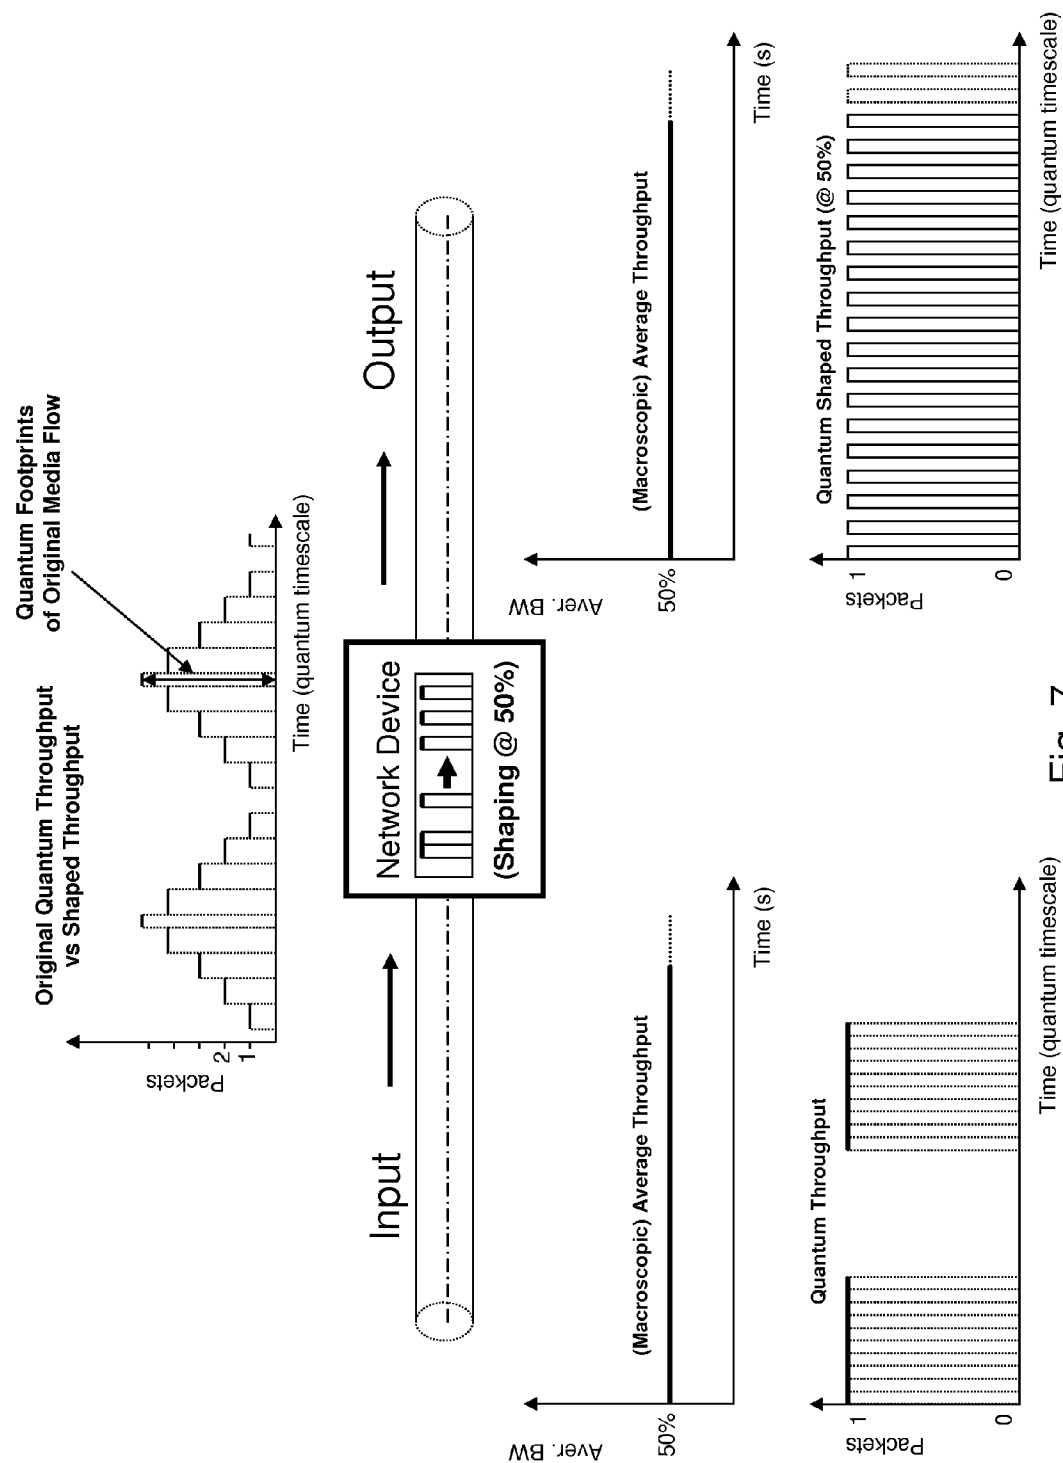 Original Quantum Throughput
vs Shaped Throughput
Quantum Footprints
of Original Media Flow
Packets
2
1
Time (quantum timescale)
Input
Network Device
(Shaping @ 50%)
Output
Aver. BW
50%
(Macroscopic) Average Throughput
Time (s)
Aver. BW
50%
(Macroscopic) Average Throughput
Time (s)
Packets
1
0
Quantum Throughput
Time (quantum timescale)
Packets
1
0
Quantum Shaped Throughput (@ 50%)
Time (quantum timescale)
Fig. 7